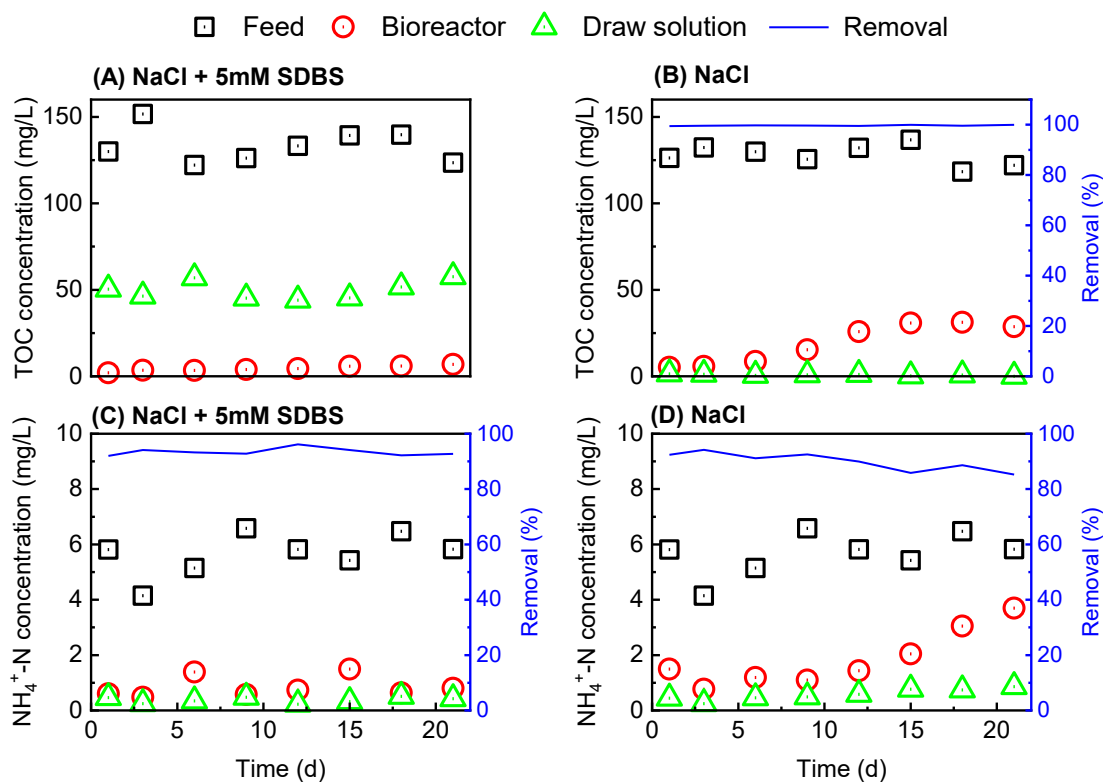 Feed Bioreactor Draw solution Removal
(A) NaCl + 5mM SDBS
(B) NaCl
TOC concentration (mg/L)
150
100
50
0
TOC concentration (mg/L)
150
100
50
0
100
80
60
40
20
0
Removal (%)
(C) NaCl + 5mM SDBS
(D) NaCl
NH₄⁺-N concentration (mg/L)
10
8
6
4
2
0
100
80
60
40
20
0
Removal (%)
NH₄⁺-N concentration (mg/L)
10
8
6
4
2
0
100
80
60
40
20
0
Removal (%)
0 5 10 15 20
0 5 10 15 20
Time (d)
Time (d)